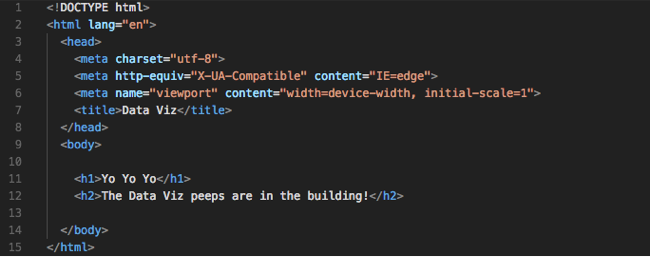 1 <!DOCTYPE html>
2 <html lang="en">
3   <head>
4     <meta charset="utf-8">
5     <meta http-equiv="X-UA-Compatible" content="IE=edge">
6     <meta name="viewport" content="width=device-width, initial-scale=1">
7     <title>Data Viz</title>
8   </head>
9   <body>
10
11     <h1>Yo Yo Yo</h1>
12     <h2>The Data Viz peeps are in the building!</h2>
13
14   </body>
15 </html>